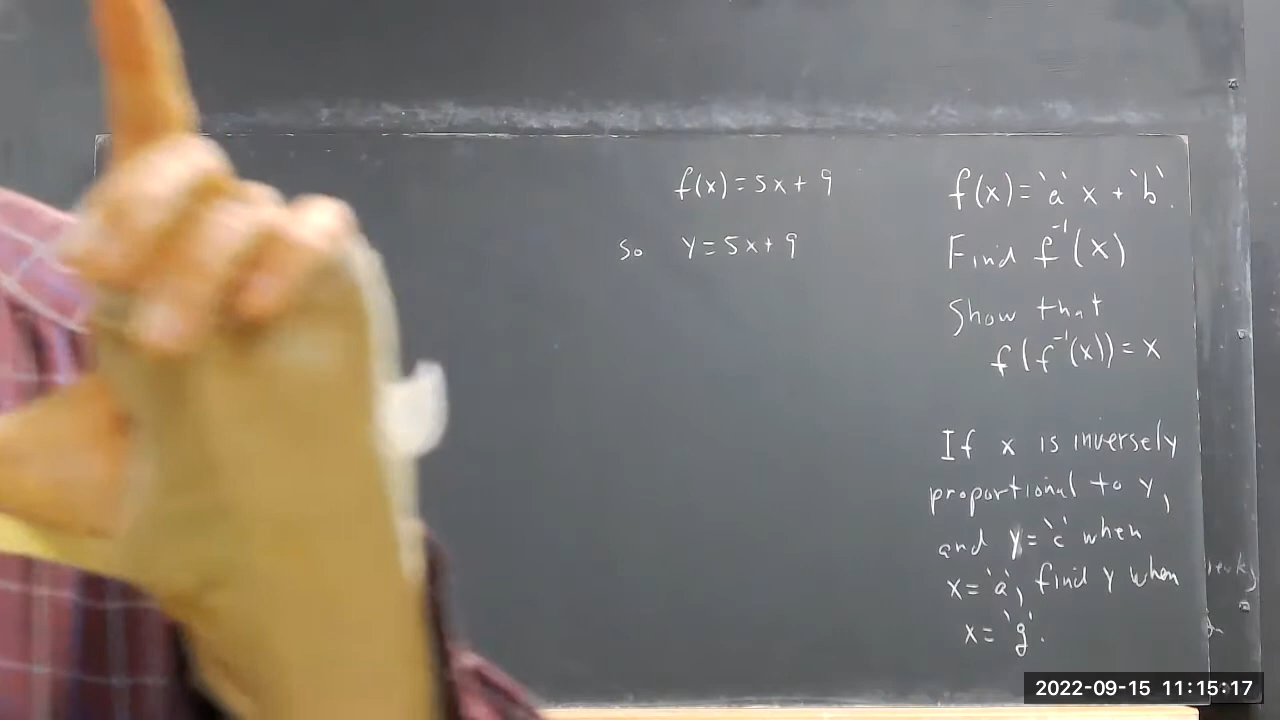 f(x) = 5x + 9
so y = 5x + 9
f(x) = 'a' x + 'b'.
Find f⁻¹(x)
Show that
f(f⁻¹(x)) = x
If x is inversely
proportional to y,
and y = 'c' when
x = 'a', find y when
x = 'g'.
2022-09-15 11:15:17